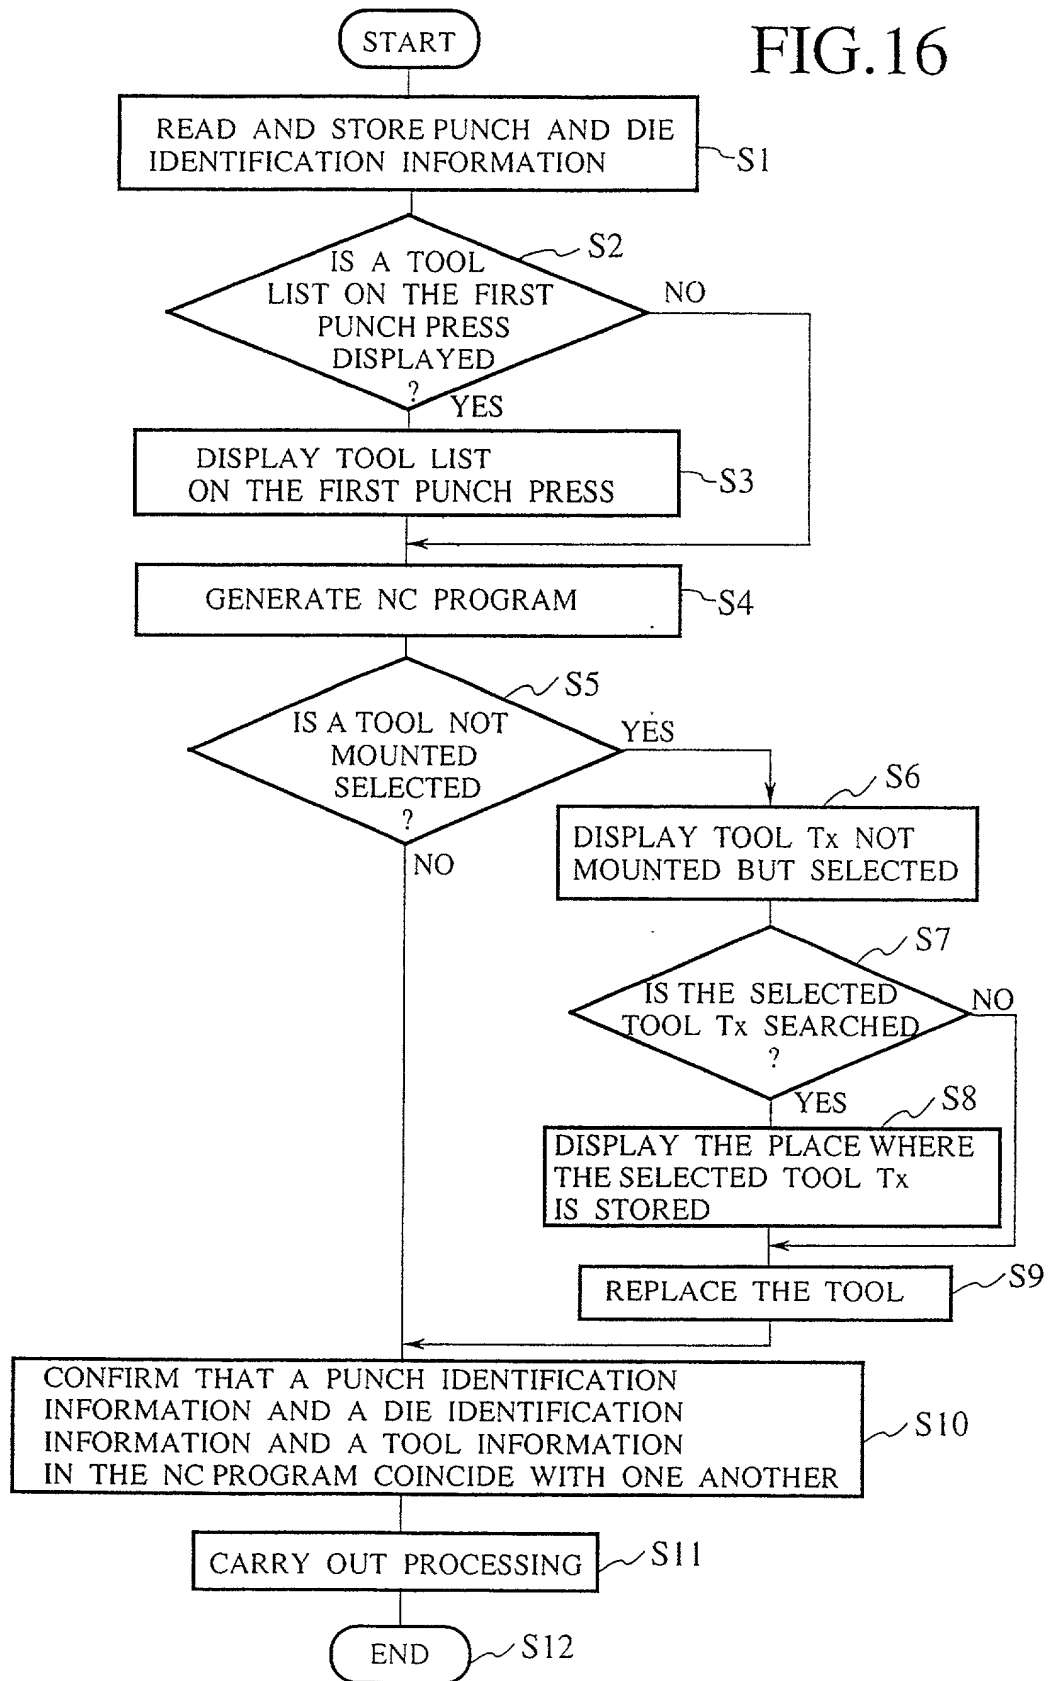 FIG.16
START
READ AND STORE PUNCH AND DIE
IDENTIFICATION INFORMATION
S1
S2
IS A TOOL
LIST ON THE FIRST
PUNCH PRESS
DISPLAYED
?
NO
YES
DISPLAY TOOL LIST
ON THE FIRST PUNCH PRESS
S3
GENERATE NC PROGRAM
S4
S5
IS A TOOL NOT
MOUNTED
SELECTED
?
YES
NO
S6
DISPLAY TOOL Tx NOT
MOUNTED BUT SELECTED
S7
IS THE SELECTED
TOOL Tx SEARCHED
?
NO
YES
S8
DISPLAY THE PLACE WHERE
THE SELECTED TOOL Tx
IS STORED
REPLACE THE TOOL
S9
CONFIRM THAT A PUNCH IDENTIFICATION
INFORMATION AND A DIE IDENTIFICATION
INFORMATION AND A TOOL INFORMATION
IN THE NC PROGRAM COINCIDE WITH ONE ANOTHER
S10
CARRY OUT PROCESSING
S11
END
S12